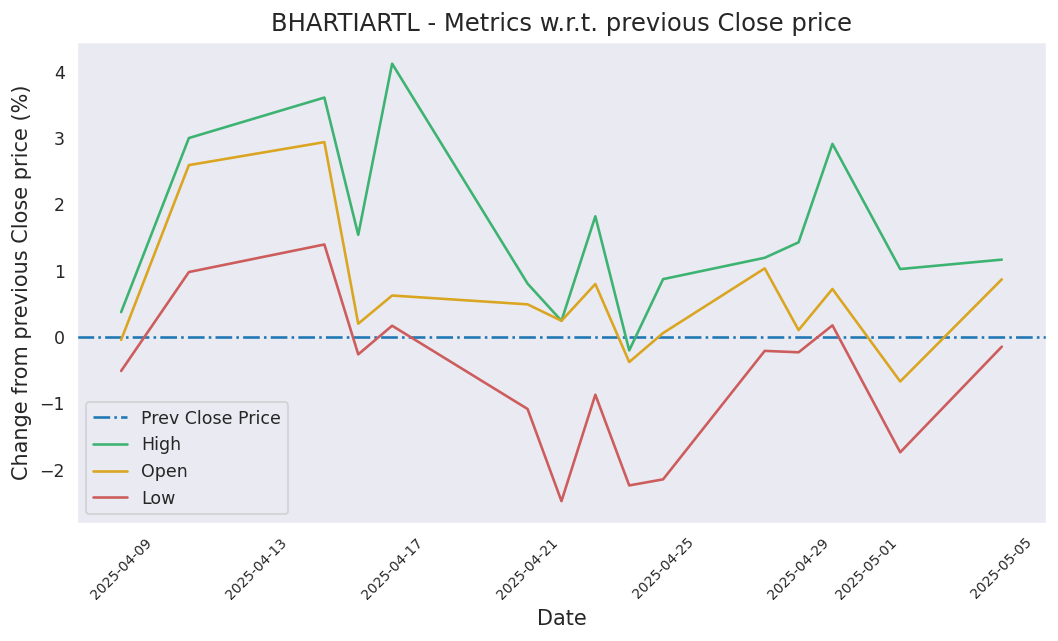 BHARTIARTL - Metrics w.r.t. previous Close price
Change from previous Close price (%)
4
3
2
1
0
−1
−2
Prev Close Price
High
Open
Low
2025-04-09
2025-04-13
2025-04-17
2025-04-21
2025-04-25
2025-04-29
2025-05-01
2025-05-05
Date